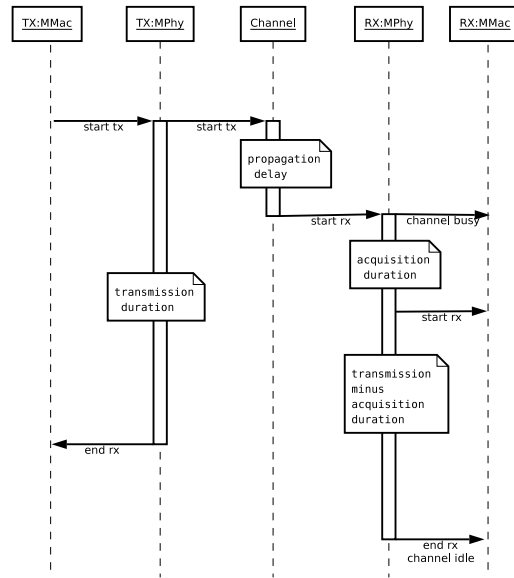 TX:MMac
TX:MPhy
Channel
RX:MPhy
RX:MMac
start tx
start tx
propagation
delay
start rx
channel busy
acquisition
duration
transmission
duration
start rx
transmission
minus
acquisition
duration
end rx
end rx
channel idle